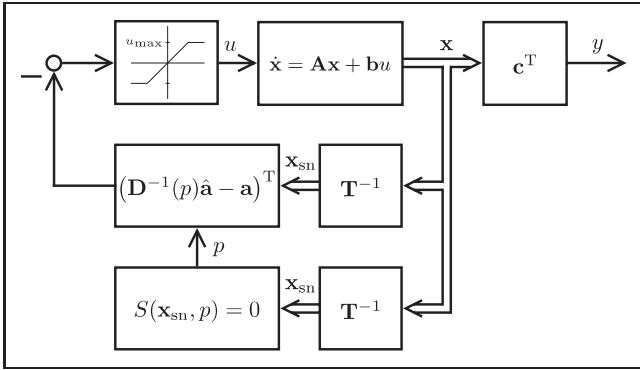 −
u_max
u
ẋ = Ax + bu
x
c^T
y
(D^{-1}(p)â − a)^T
x_sn
T^{-1}
p
S(x_sn, p) = 0
x_sn
T^{-1}